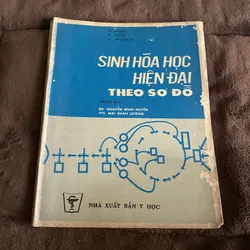 SINH HÓA HỌC
HIỆN ĐẠI
THEO SƠ ĐỒ
BS. NGUYỄN MINH QUYỀN
MAI XUÂN LƯƠNG
NHÀ XUẤT BẢN Y HỌC